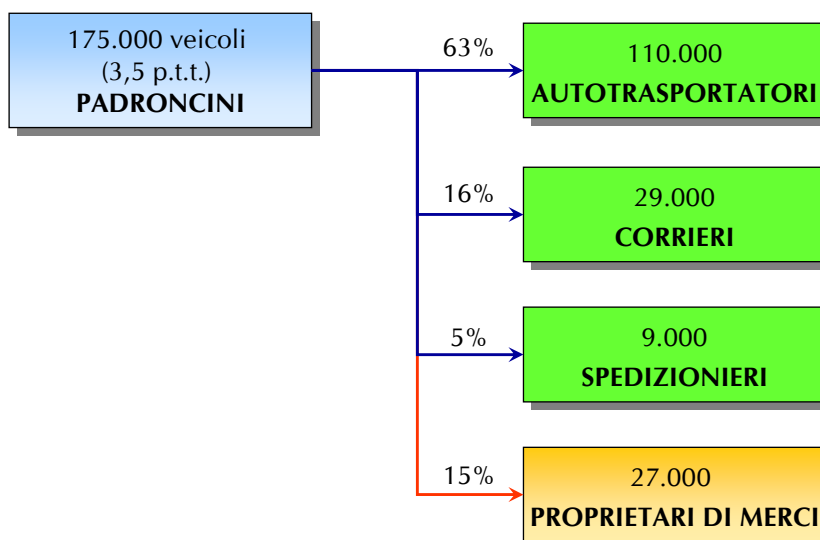 175.000 veicoli
(3,5 p.t.t.)
PADRONCINI
63%
110.000
AUTOTRASPORTATORI
16%
29.000
CORRIERI
5%
9.000
SPEDIZIONIERI
15%
27.000
PROPRIETARI DI MERCI